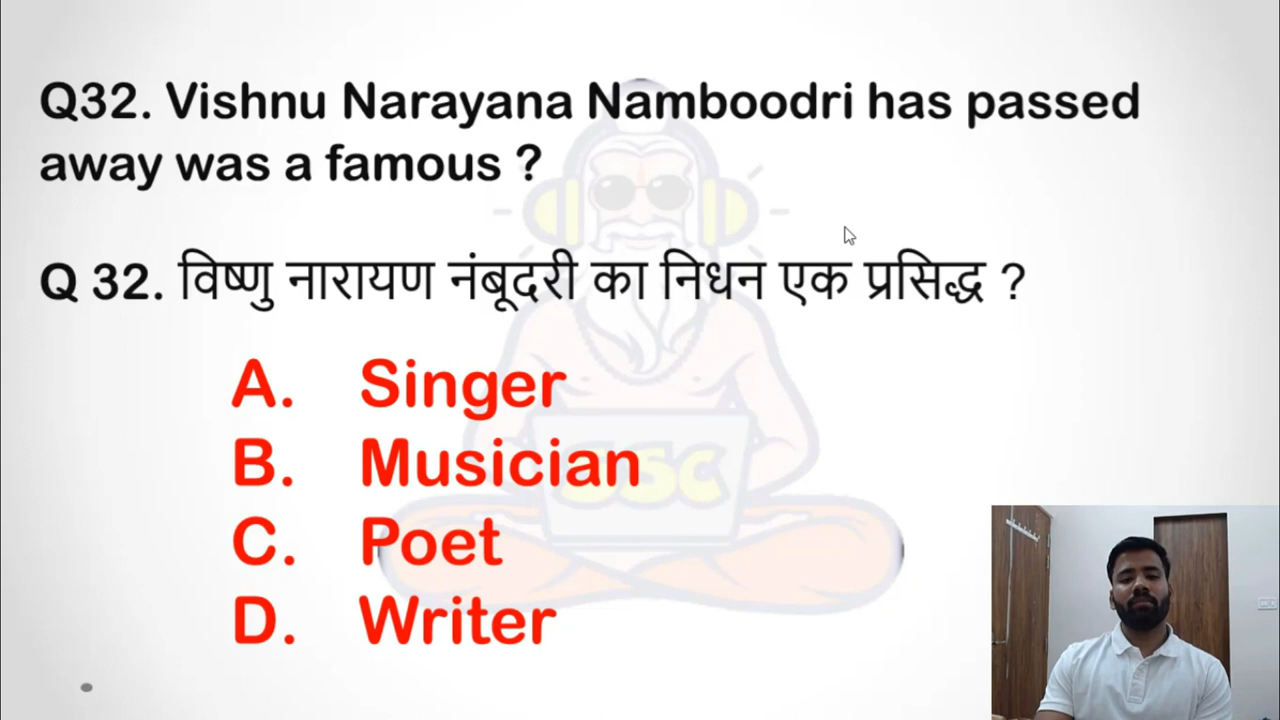 Q32. Vishnu Narayana Namboodri has passed
away was a famous ?
Q 32. विष्णु नारायण नंबूदरी का निधन एक प्रसिद्ध ?
A. Singer
B. Musician
C. Poet
D. Writer
SSC